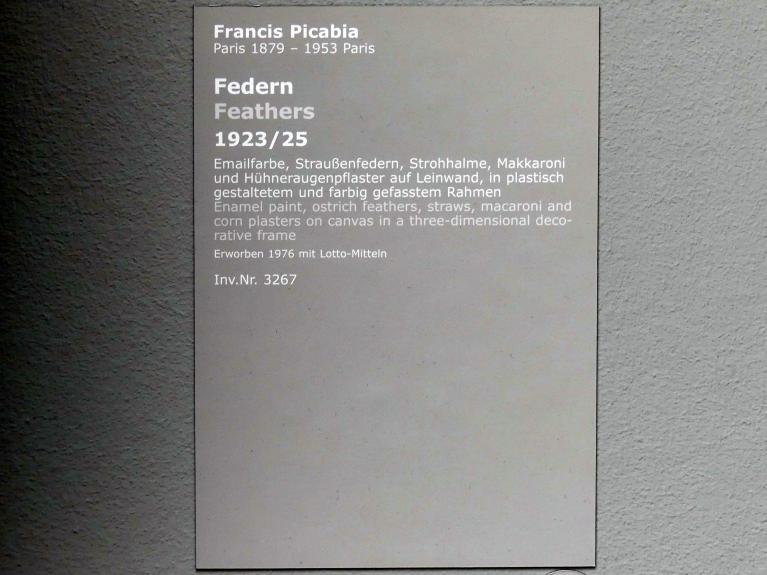 Francis Picabia
Paris 1879 – 1953 Paris
Federn
Feathers
1923/25
Emailfarbe, Straußenfedern, Strohhalme, Makkaroni
und Hühneraugenpflaster auf Leinwand, in plastisch
gestaltetem und farbig gefasstem Rahmen
Enamel paint, ostrich feathers, straws, macaroni and
corn plasters on canvas in a three-dimensional deco-
rative frame
Erworben 1976 mit Lotto-Mitteln
Inv.Nr. 3267